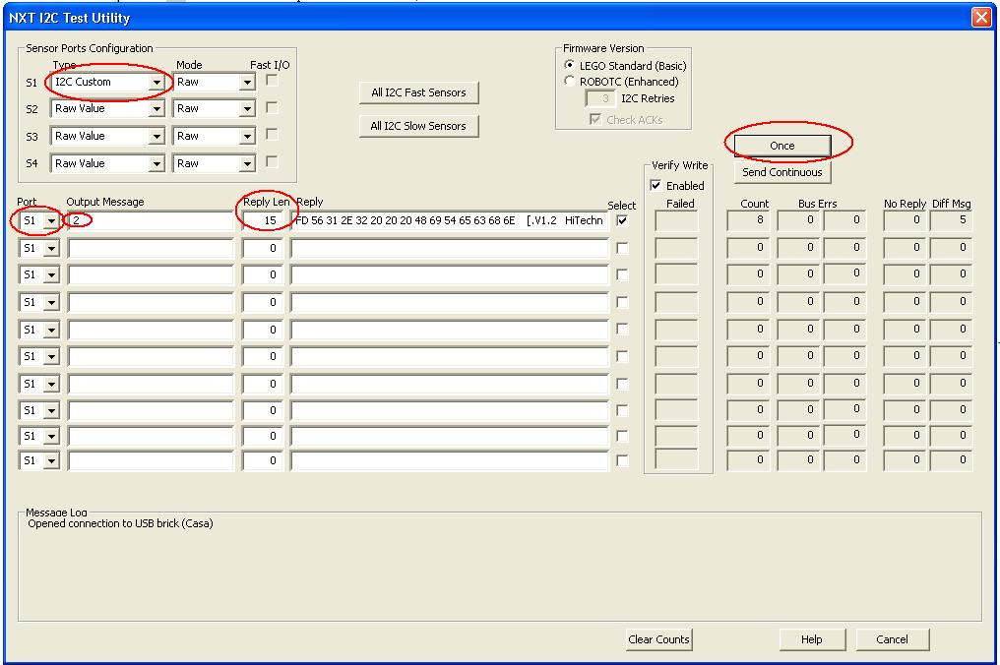 NXT I2C Test Utility
Sensor Ports Configuration
Type Mode Fast I/O
S1 I2C Custom Raw
S2 Raw Value Raw
S3 Raw Value Raw
S4 Raw Value Raw
All I2C Fast Sensors
All I2C Slow Sensors
Firmware Version
LEGO Standard (Basic)
ROBOTC (Enhanced)
3 I2C Retries
Check ACKs
Once
Send Continuous
Verify Write
Enabled
Port Output Message Reply Len Reply Select Failed Count Bus Errs No Reply Diff Msg
S1 2 15 FD 56 31 2E 32 20 20 20 48 69 54 65 63 68 6E [.V1.2 HiTechn 8 0 0 0 5
S1 0 0 0 0 0 0
S1 0 0 0 0 0 0
S1 0 0 0 0 0 0
S1 0 0 0 0 0 0
S1 0 0 0 0 0 0
S1 0 0 0 0 0 0
S1 0 0 0 0 0 0
S1 0 0 0 0 0 0
S1 0 0 0 0 0 0
Message Log
Opened connection to USB brick (Casa)
Clear Counts Help Cancel